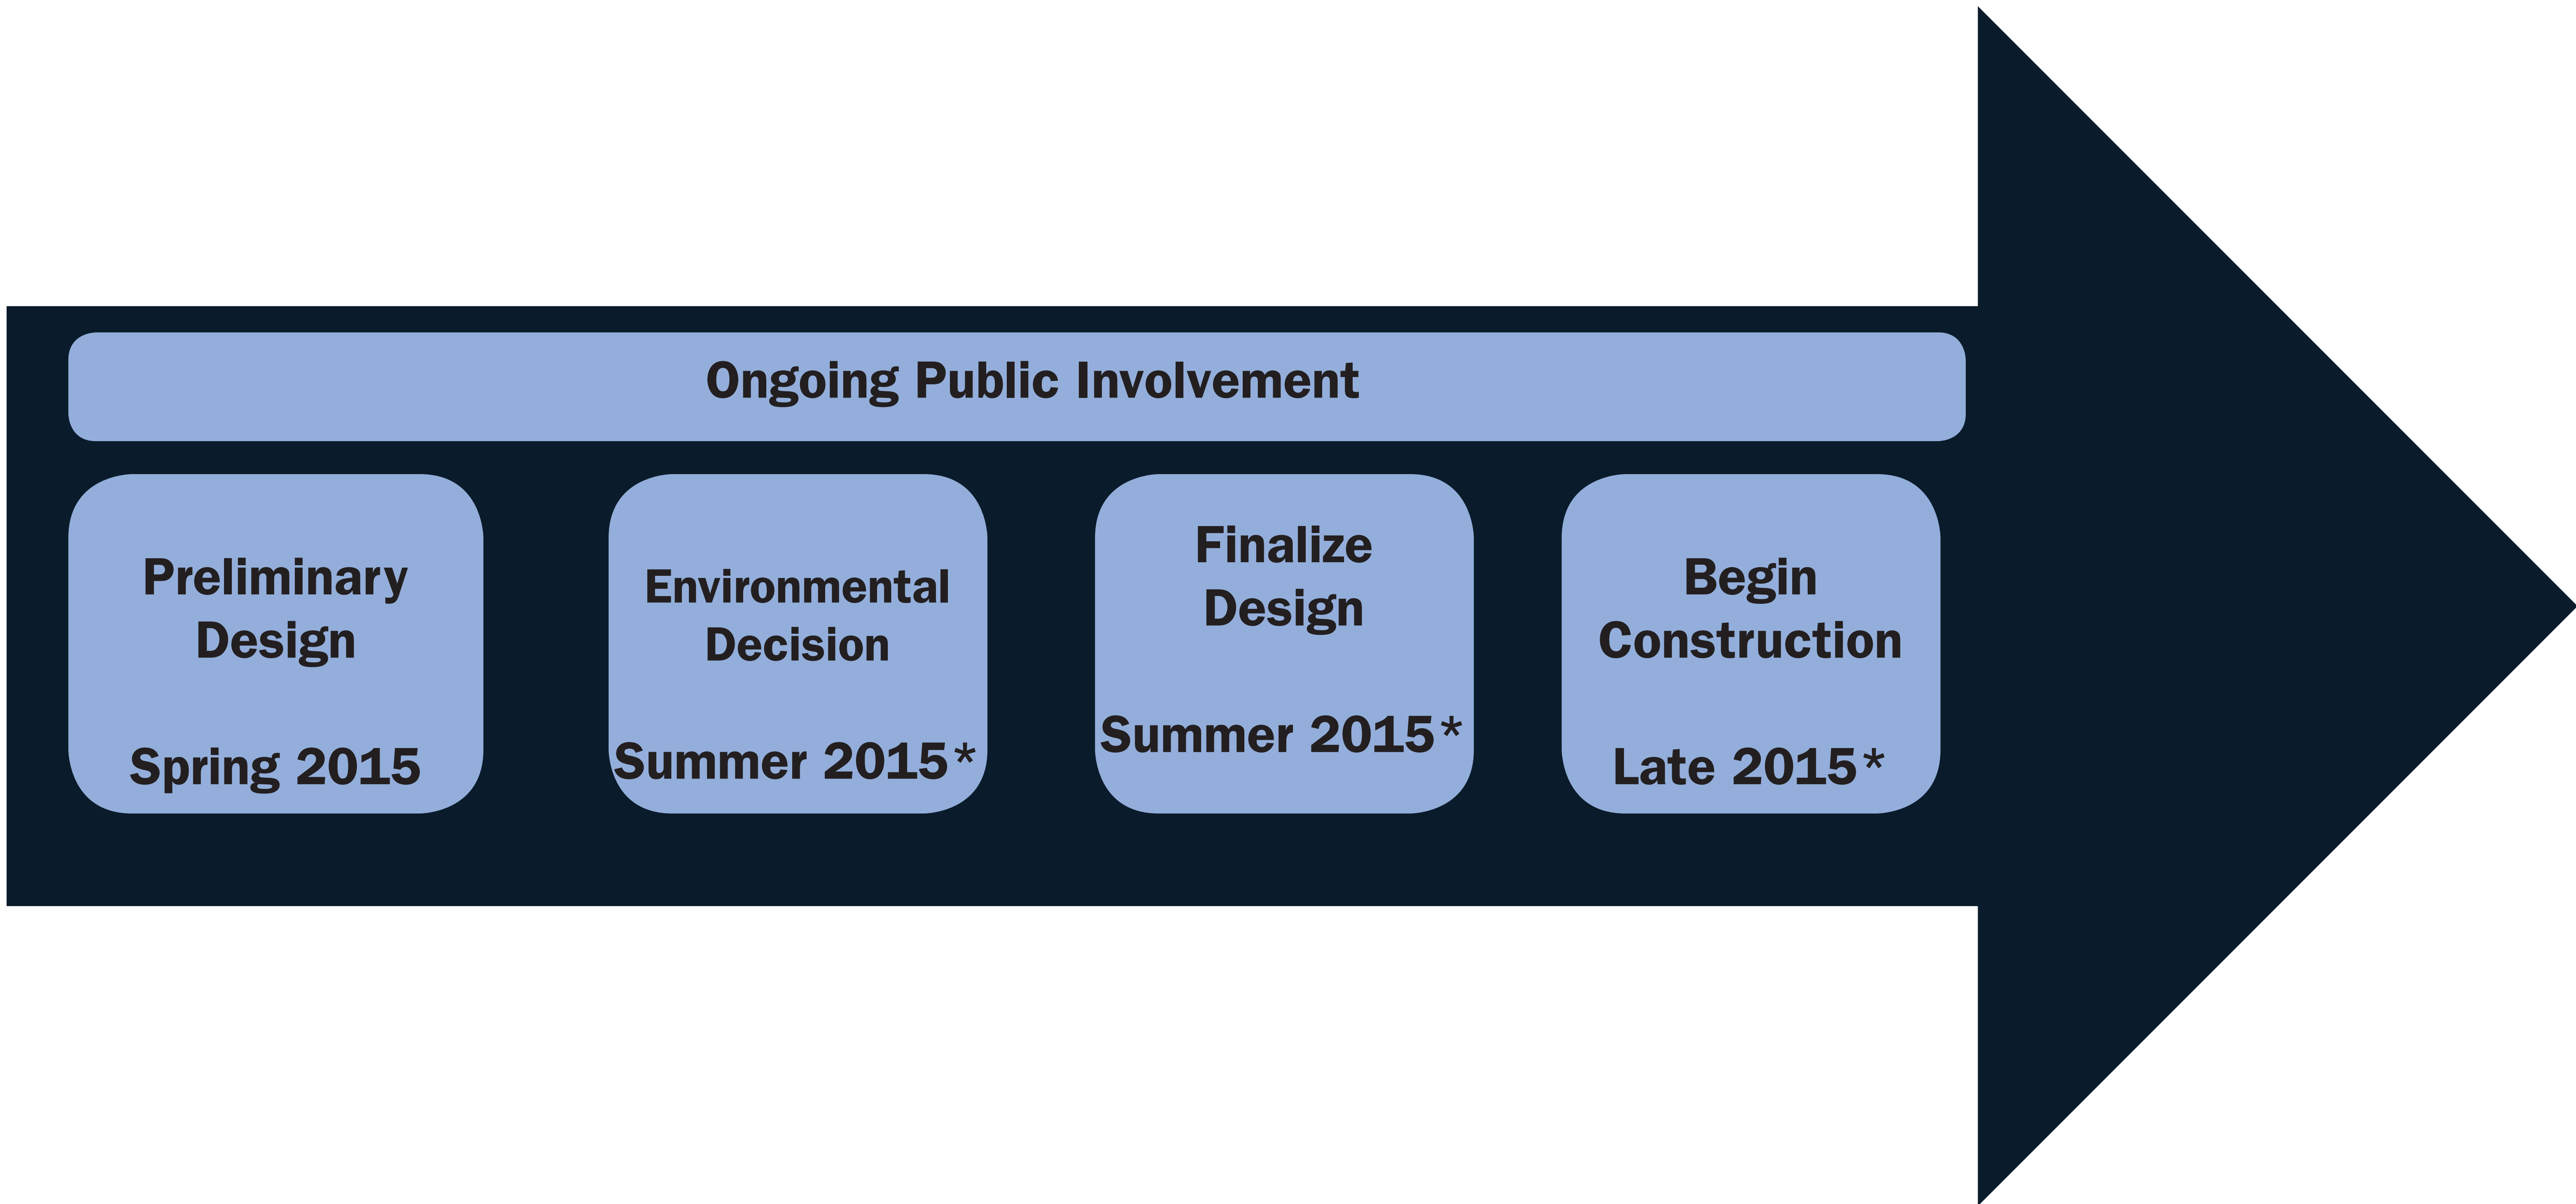 Ongoing Public Involvement
Preliminary
Design
Spring 2015
Environmental
Decision
Summer 2015*
Finalize
Design
Summer 2015*
Begin
Construction
Late 2015*